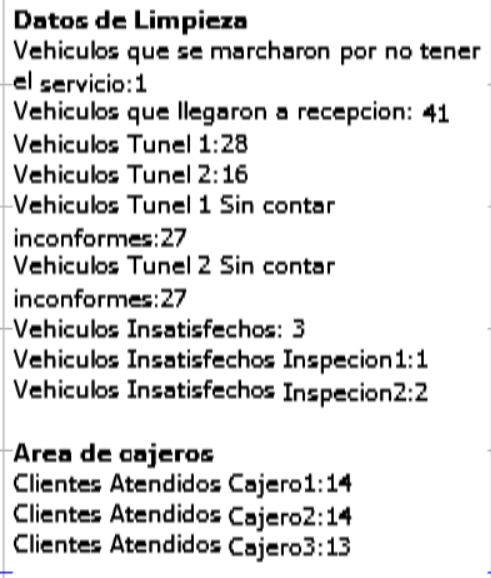 Datos de Limpieza
Vehiculos que se marcharon por no tener
el servicio:1
Vehiculos que llegaron a recepcion: 41
Vehiculos Tunel 1:28
Vehiculos Tunel 2:16
Vehiculos Tunel 1 Sin contar
inconformes:27
Vehiculos Tunel 2 Sin contar
inconformes:27
Vehiculos Insatisfechos: 3
Vehiculos Insatisfechos Inspecion1:1
Vehiculos Insatisfechos Inspecion2:2
Area de cajeros
Clientes Atendidos Cajero1:14
Clientes Atendidos Cajero2:14
Clientes Atendidos Cajero3:13